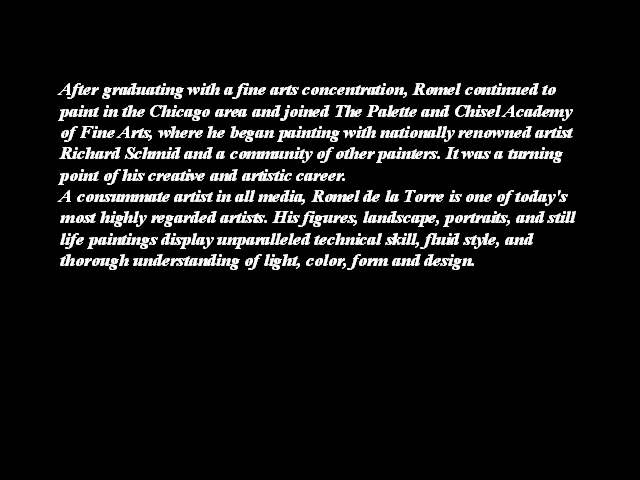 After graduating with a fine arts concentration, Romel continued to
paint in the Chicago area and joined The Palette and Chisel Academy
of Fine Arts, where he began painting with nationally renowned artist
Richard Schmid and a community of other painters. It was a turning
point of his creative and artistic career.
A consummate artist in all media, Romel de la Torre is one of today's
most highly regarded artists. His figures, landscape, portraits, and still
life paintings display unparalleled technical skill, fluid style, and
thorough understanding of light, color, form and design.